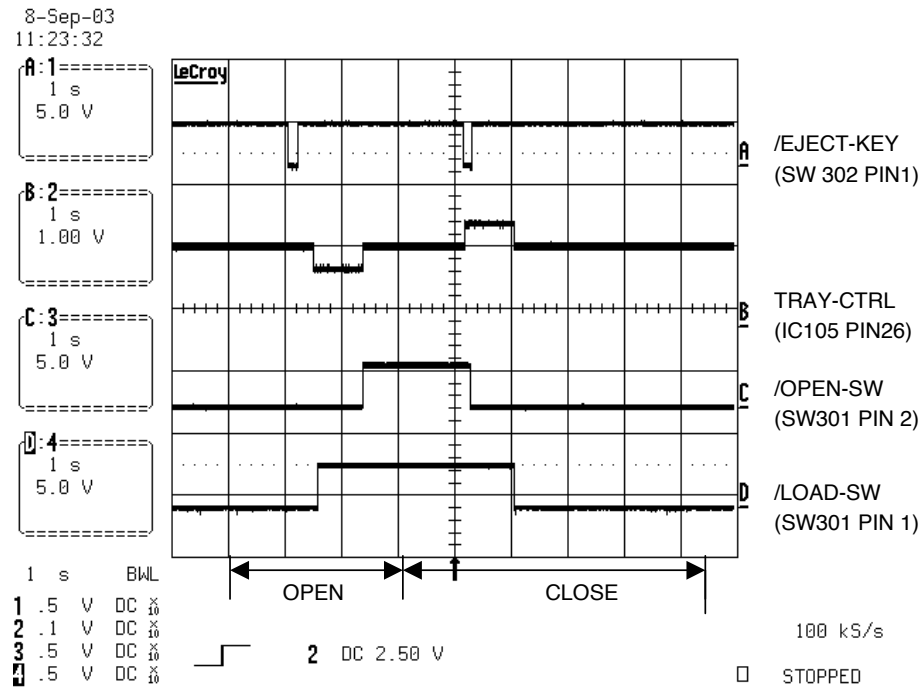 8-Sep-03
11:23:32
A:1
1 s
5.0 V
LeCroy
A
/EJECT-KEY
(SW 302 PIN1)
B:2
1 s
1.00 V
B
TRAY-CTRL
(IC105 PIN26)
C:3
1 s
5.0 V
C
/OPEN-SW
(SW301 PIN 2)
D:4
1 s
5.0 V
D
/LOAD-SW
(SW301 PIN 1)
OPEN
CLOSE
1 s BWL
1 .5 V DC x10
2 .1 V DC x10
3 .5 V DC x10
4 .5 V DC x10
2 DC 2.50 V
100 kS/s
STOPPED